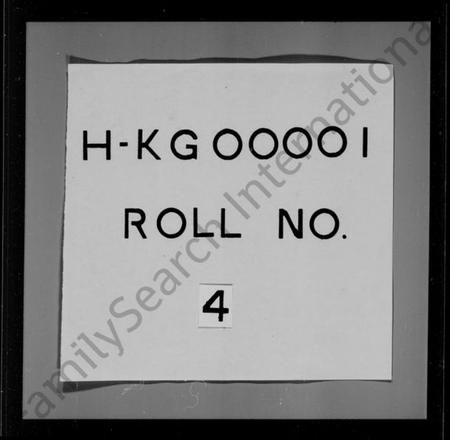 H-KG00001
ROLL NO.
4
FamilySearch International